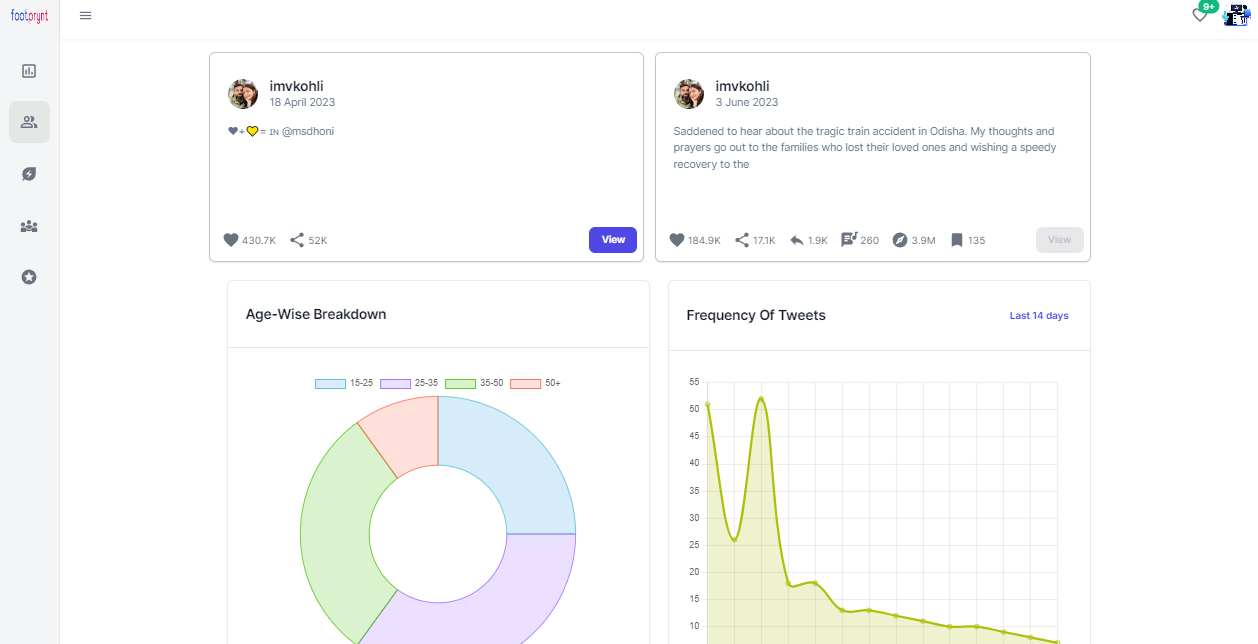 footprynt
9+
imvkohli
18 April 2023
🖤+💛= ɪɴ @msdhoni
430.7K 52K View
imvkohli
3 June 2023
Saddened to hear about the tragic train accident in Odisha. My thoughts and
prayers go out to the families who lost their loved ones and wishing a speedy
recovery to the
184.9K 17.1K 1.9K 260 3.9M 135 View
Age-Wise Breakdown
15-25 25-35 35-50 50+
Frequency Of Tweets Last 14 days
55
50
45
40
35
30
25
20
15
10